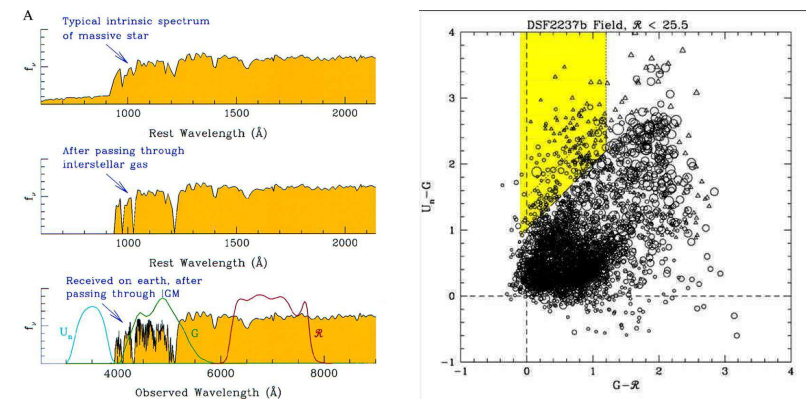 A
Typical intrinsic spectrum
of massive star
f_ν
1000
1500
2000
Rest Wavelength (Å)
After passing through
interstellar gas
f_ν
1000
1500
2000
Rest Wavelength (Å)
Received on earth, after
passing through IGM
f_ν
U_n
G
ℛ
4000
6000
8000
Observed Wavelength (Å)
DSF2237b Field, ℛ < 25.5
U_n-G
4
3
2
1
0
-1
-1
0
1
2
3
4
G-ℛ